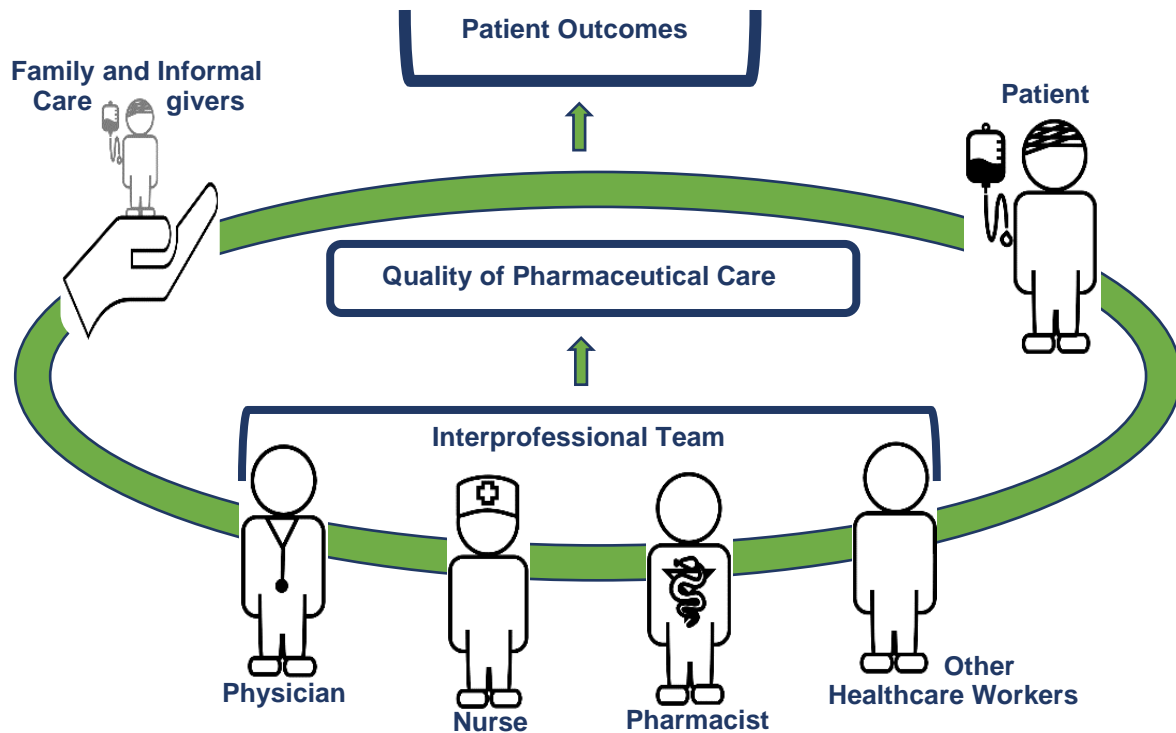 Patient Outcomes
Family and Informal
Care givers
Patient
Quality of Pharmaceutical Care
Interprofessional Team
Physician
Nurse
Pharmacist
Other
Healthcare Workers